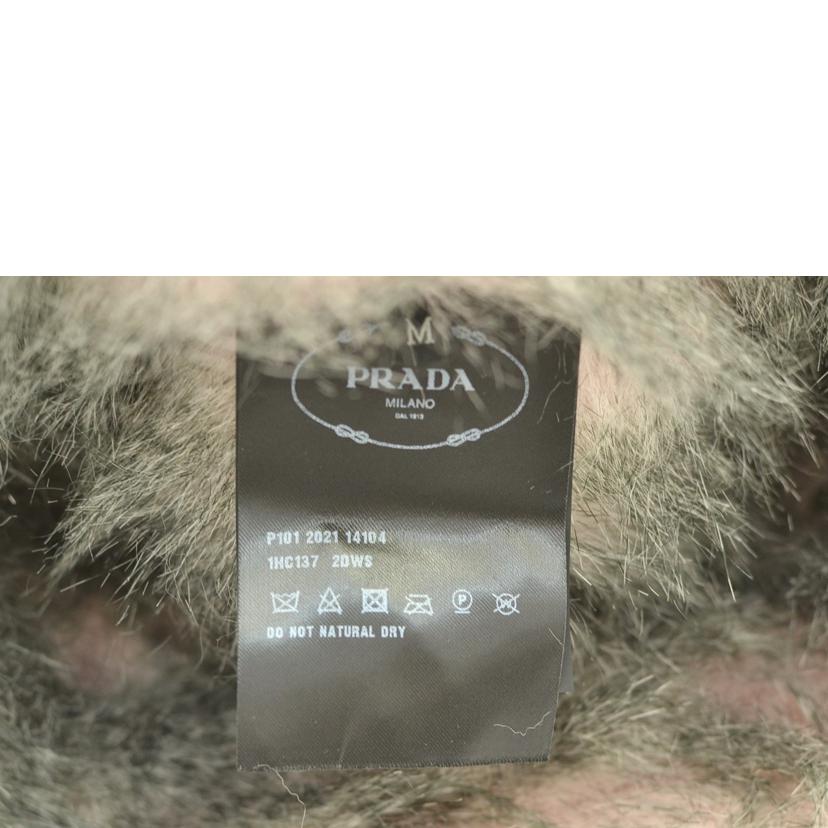 M
PRADA
MILANO
DAL 1913
P101 2021 14104
1HC137 2DWS
P
W
DO NOT NATURAL DRY